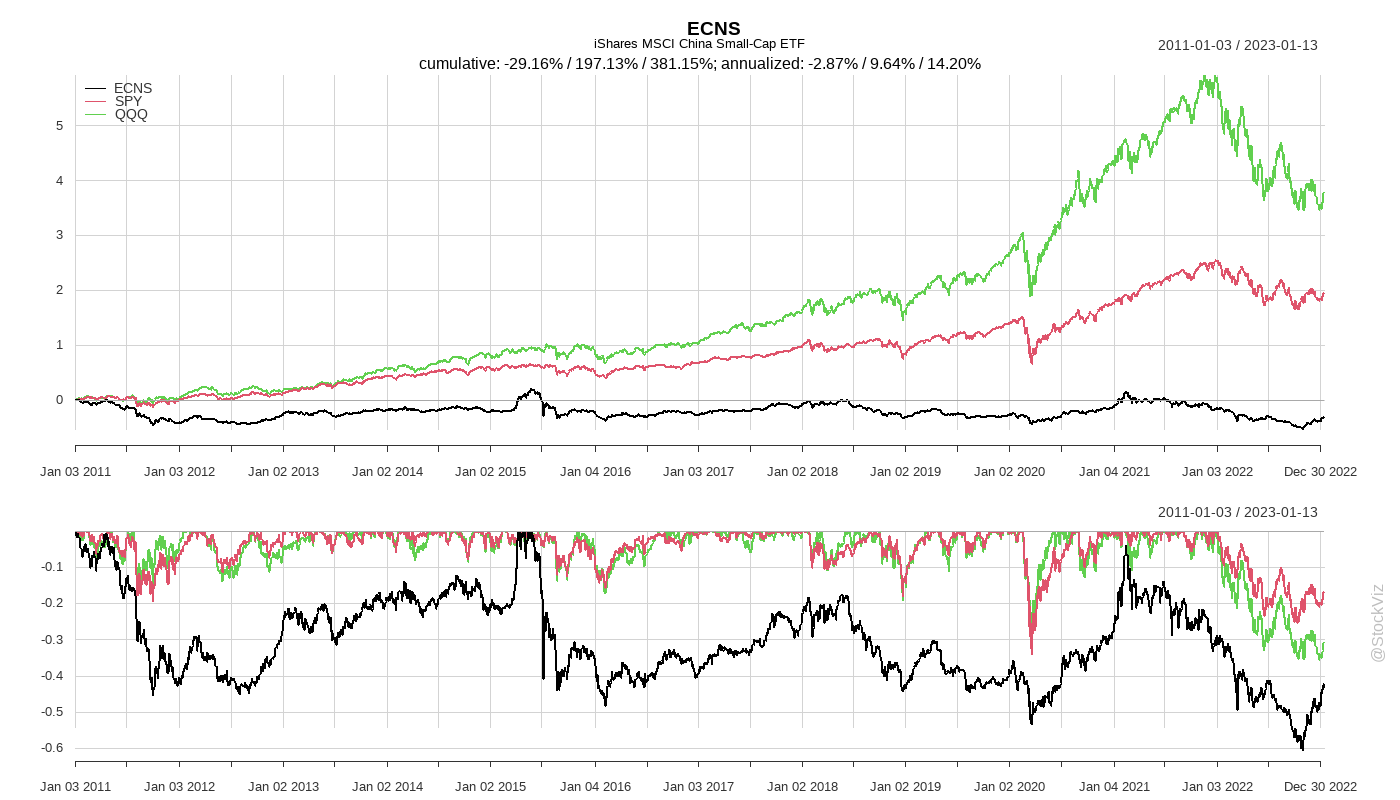 ECNS
iShares MSCI China Small-Cap ETF
2011-01-03 / 2023-01-13
cumulative: -29.16% / 197.13% / 381.15%; annualized: -2.87% / 9.64% / 14.20%
ECNS
SPY
QQQ
5
4
3
2
1
0
Jan 03 2011 Jan 03 2012 Jan 02 2013 Jan 02 2014 Jan 02 2015 Jan 04 2016 Jan 03 2017 Jan 02 2018 Jan 02 2019 Jan 02 2020 Jan 04 2021 Jan 03 2022 Dec 30 2022
2011-01-03 / 2023-01-13
-0.1
-0.2
-0.3
-0.4
-0.5
-0.6
Jan 03 2011 Jan 03 2012 Jan 02 2013 Jan 02 2014 Jan 02 2015 Jan 04 2016 Jan 03 2017 Jan 02 2018 Jan 02 2019 Jan 02 2020 Jan 04 2021 Jan 03 2022 Dec 30 2022
@StockViz